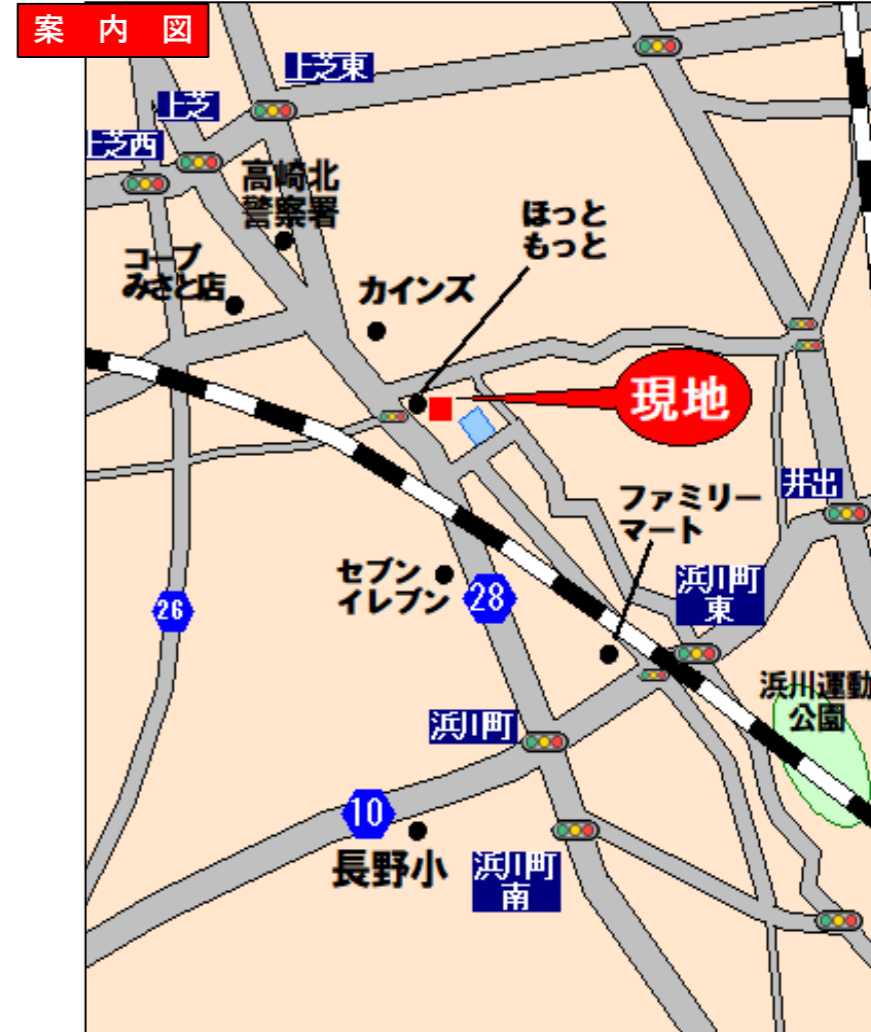 案内図
上芝東
上芝
上芝西
高崎北
警察署
ほっと
もっと
コープ
みさと店
カインズ
現地
ファミリー
マート
井出
セブン
イレブン
28
浜川町
東
26
浜川運動
公園
浜川町
10
長野小
浜川町
南